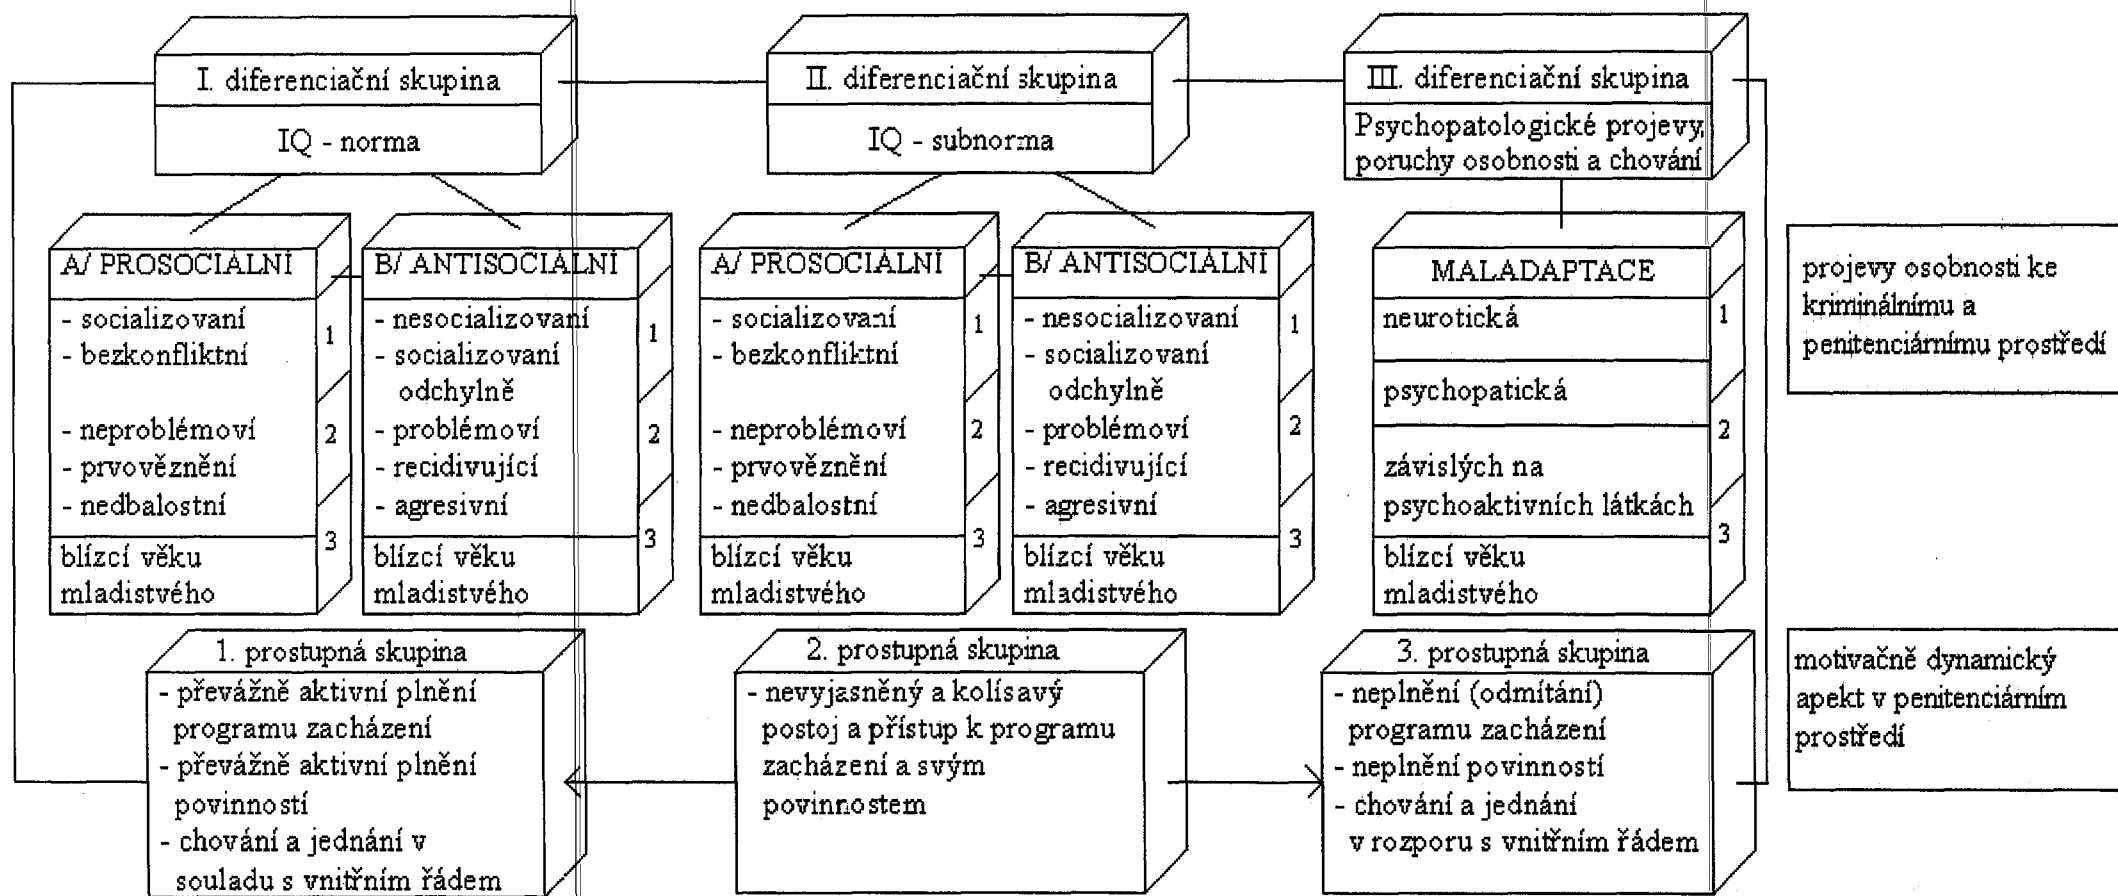 I. diferenciační skupina
IQ - norma
II. diferenciační skupina
IQ - subnorma
III. diferenciační skupina
Psychopatologické projevy,
poruchy osobnosti a chování
A/ PROSOCIÁLNÍ
- socializovaní
- bezkonfliktní
- neproblémoví
- prvověznění
- nedbalostní
blízcí věku
mladistvého
1
2
3
B/ ANTISOCIÁLNÍ
- nesocializovaní
- socializovaní
odchylně
- problémoví
- recidivující
- agresivní
blízcí věku
mladistvého
1
2
3
A/ PROSOCIÁLNÍ
- socializovaní
- bezkonfliktní
- neproblémoví
- prvověznění
- nedbalostní
blízcí věku
mladistvého
1
2
3
B/ ANTISOCIÁLNÍ
- nesocializovaní
- socializovaní
odchylně
- problémoví
- recidivující
- agresivní
blízcí věku
mladistvého
1
2
3
MALADAPTACE
neurotická
psychopatická
závislých na
psychoaktivních látkách
blízcí věku
mladistvého
1
2
3
projevy osobnosti ke
kriminálnímu a
penitenciárnímu prostředí
1. prostupná skupina
- převážně aktivní plnění
programu zacházení
- převážně aktivní plnění
povinností
- chování a jednání v
souladu s vnitřním řádem
2. prostupná skupina
- nevyjasněný a kolísavý
postoj a přístup k programu
zacházení a svým
povinnostem
3. prostupná skupina
- neplnění (odmítání)
programu zacházení
- neplnění povinností
- chování a jednání
v rozporu s vnitřním řádem
motivačně dynamický
apekt v penitenciárním
prostředí